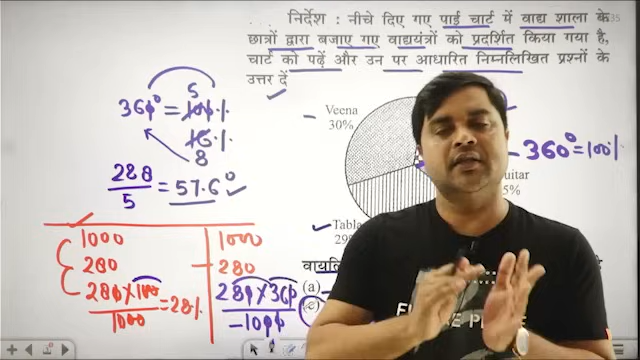 निर्देश : नीचे दिए गए पाई चार्ट में वाद्य शाला के
छात्रों द्वारा बजाए गए वाद्ययंत्रों को प्रदर्शित किया गया है,
चार्ट को पढ़ें और उन पर आधारित निम्नलिखित प्रश्नों के
उत्तर दें
360° = 100%
5
16%
8
288/5 = 57.6°
Veena
30%
360° = 100%
Tabla
1000
280
280×100/1000 = 28%
1000
280
280×360/1000
(a)